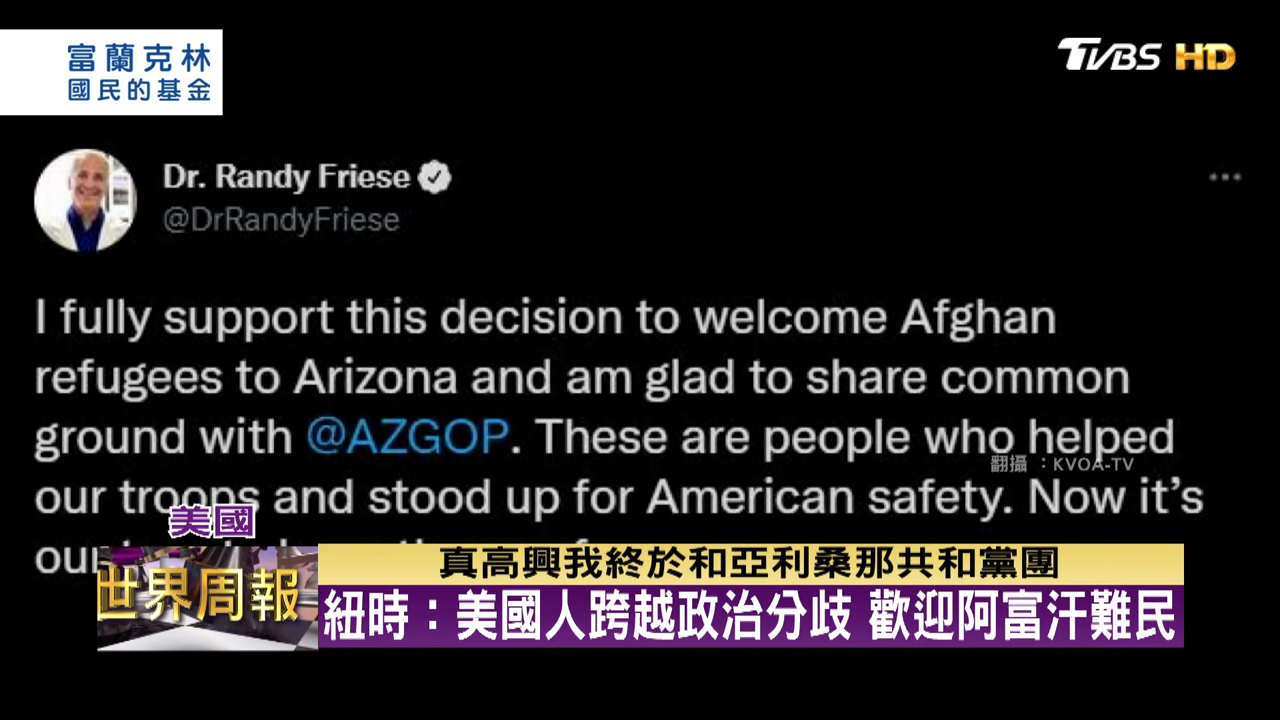 富蘭克林
國民的基金
TVBS HD
Dr. Randy Friese
@DrRandyFriese
I fully support this decision to welcome Afghan
refugees to Arizona and am glad to share common
ground with @AZGOP. These are people who helped
翻攝：KVOA-TV
our troops and stood up for American safety. Now it’s
美國
our
真高興我終於和亞利桑那共和黨團
世界周報
紐時：美國人跨越政治分歧 歡迎阿富汗難民